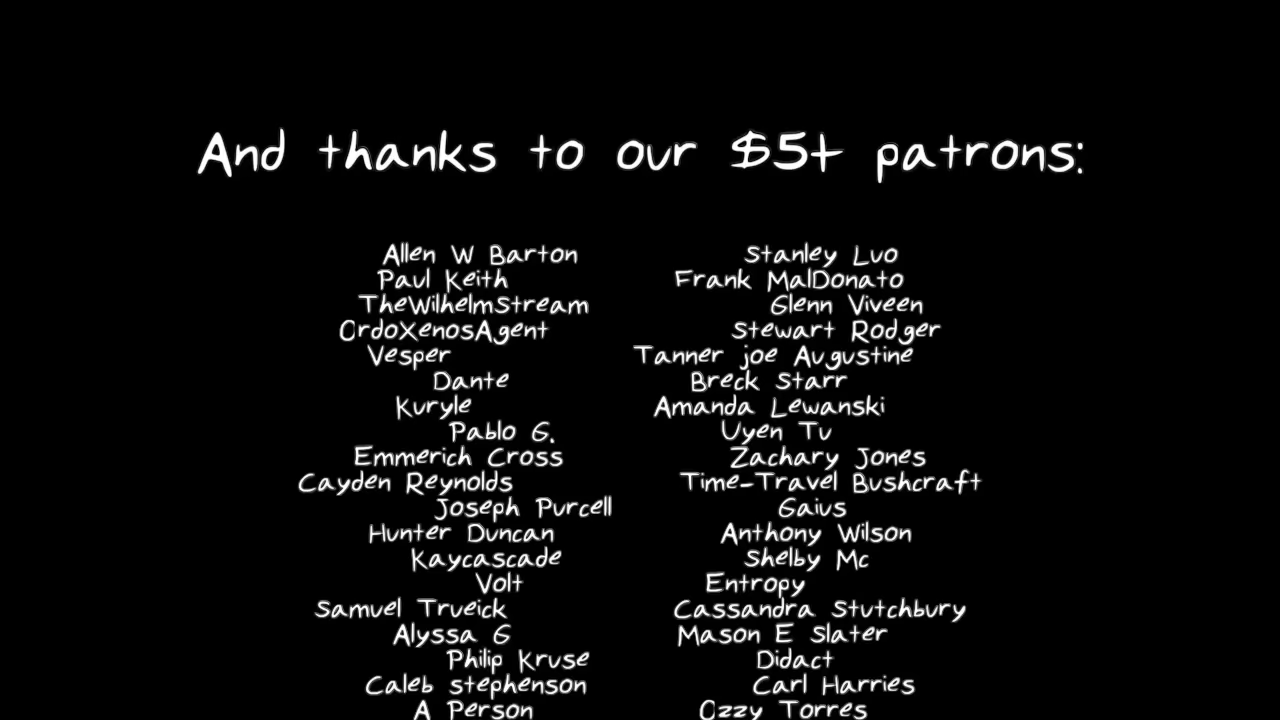 And thanks to our $5+ patrons:
Allen W Barton
Paul Keith
TheWilhelmStream
OrdoXenosAgent
Vesper
Dante
Kuryle
Pablo G.
Emmerich Cross
Cayden Reynolds
Joseph Purcell
Hunter Duncan
Kaycascade
Volt
Samuel Trueick
Alyssa G
Philip Kruse
Caleb stephenson
A Person
Stanley Luo
Frank MalDonato
Glenn Viveen
Stewart Rodger
Tanner joe Augustine
Breck Starr
Amanda Lewanski
Uyen Tu
Zachary Jones
Time-Travel Bushcraft
Gaius
Anthony Wilson
Shelby Mc
Entropy
Cassandra Stutchbury
Mason E Slater
Didact
Carl Harries
Ozzy Torres